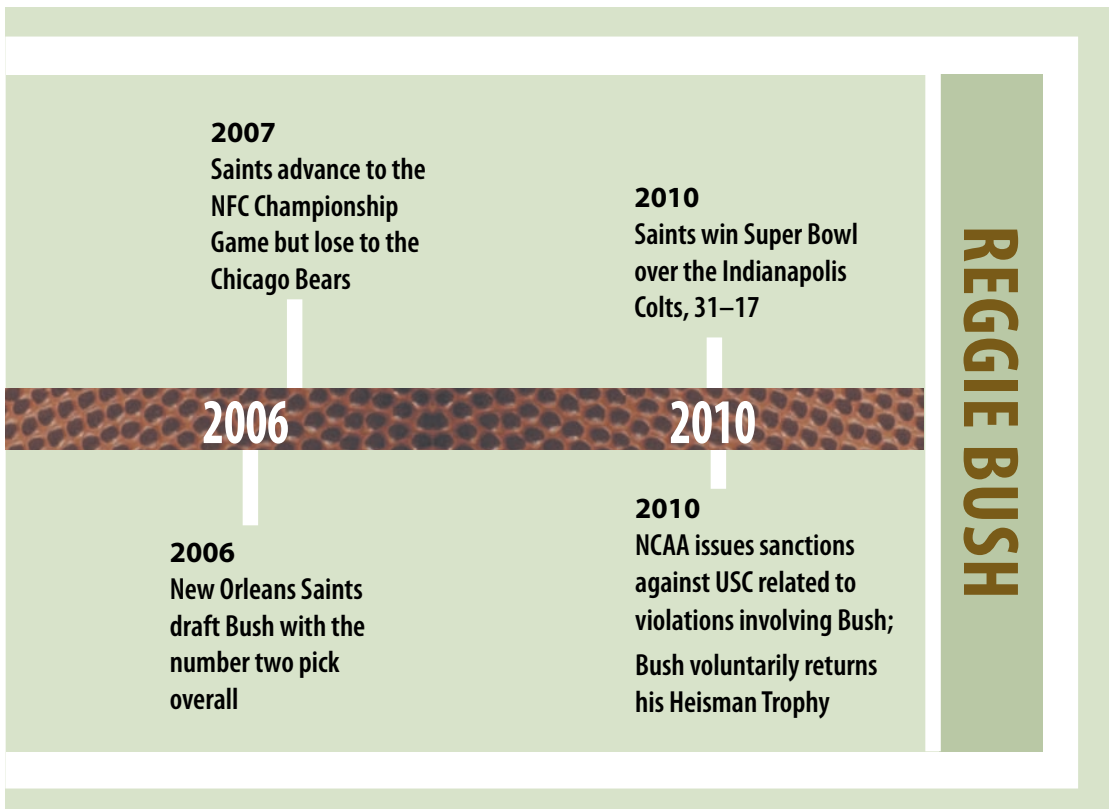 2007
Saints advance to the
NFC Championship
Game but lose to the
Chicago Bears
2010
Saints win Super Bowl
over the Indianapolis
Colts, 31–17
2006
2010
2006
New Orleans Saints
draft Bush with the
number two pick
overall
2010
NCAA issues sanctions
against USC related to
violations involving Bush;
Bush voluntarily returns
his Heisman Trophy
REGGIE BUSH